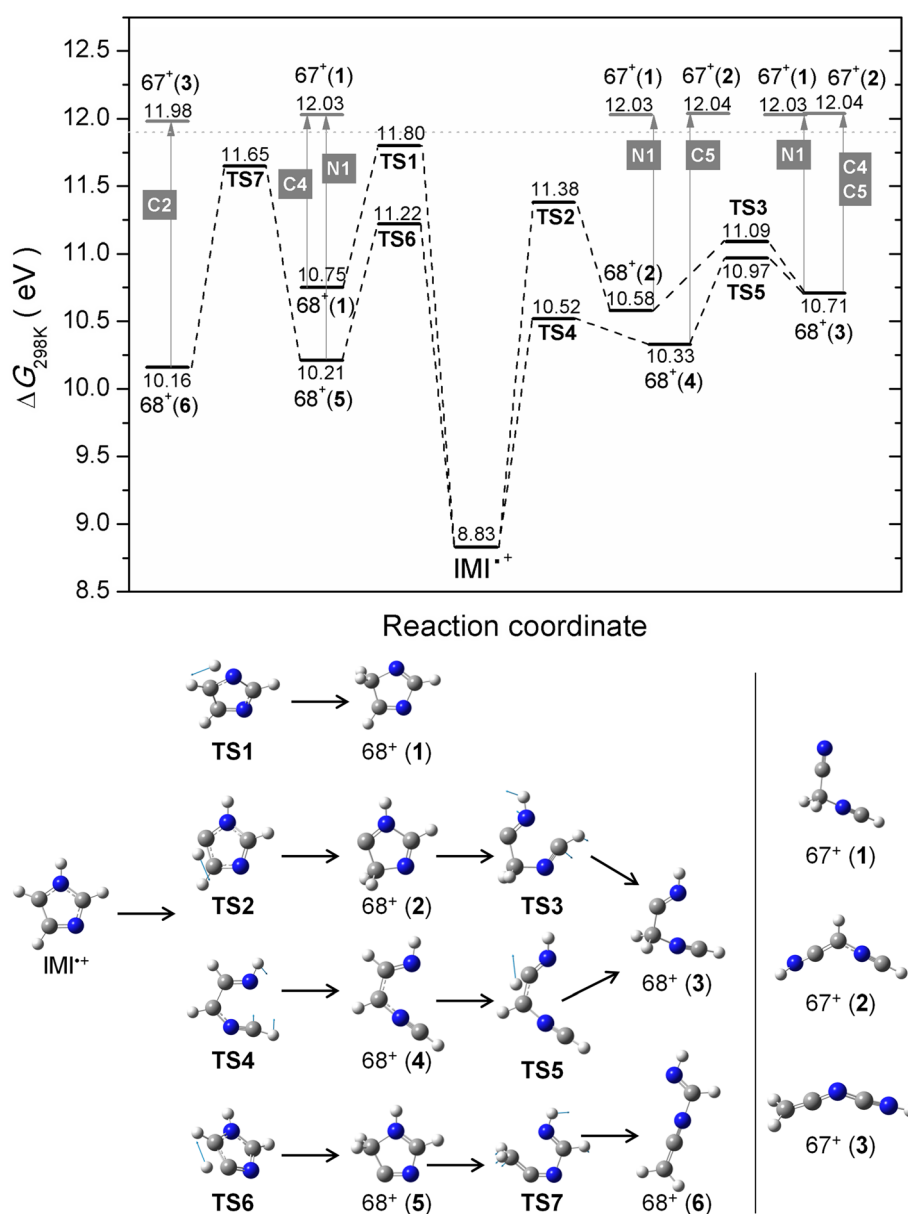 12.5
12.0
11.5
11.0
10.5
10.0
9.5
9.0
8.5
ΔG298K ( eV )
67+(3)
11.98
67+(1)
12.03
67+(1)
12.03
67+(2)
12.04
67+(1)
12.03
67+(2)
12.04
C2
C4
N1
N1
C5
N1
C4
C5
11.65
TS7
11.80
TS1
11.22
TS6
10.75
68+(1)
10.21
68+(5)
10.16
68+(6)
8.83
IMI•+
11.38
TS2
10.52
TS4
68+(2)
10.58
10.33
68+(4)
TS3
11.09
10.97
TS5
10.71
68+(3)
Reaction coordinate
TS1
68+ (1)
TS2
68+ (2)
TS3
IMI•+
68+ (3)
TS4
68+ (4)
TS5
TS6
68+ (5)
TS7
68+ (6)
67+ (1)
67+ (2)
67+ (3)